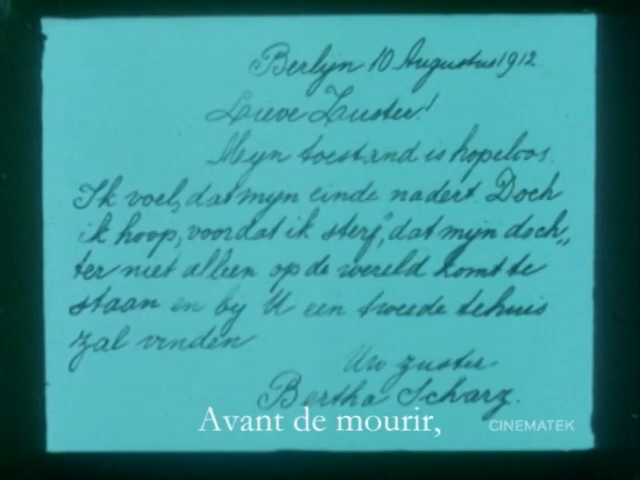 Berlijn 10 Augustus 1912.
Lieve Zuster!
Mijn toestand is hopeloos.
Ik voel, dat mijn einde nadert. Doch
ik hoop, voordat ik sterf, dat mijn doch„
ter niet alleen op de wereld komt te
staan en by U een tweede tehuis
zal vinden
Uw zuster
Bertha Scharz.
Avant de mourir,
CINEMATEK